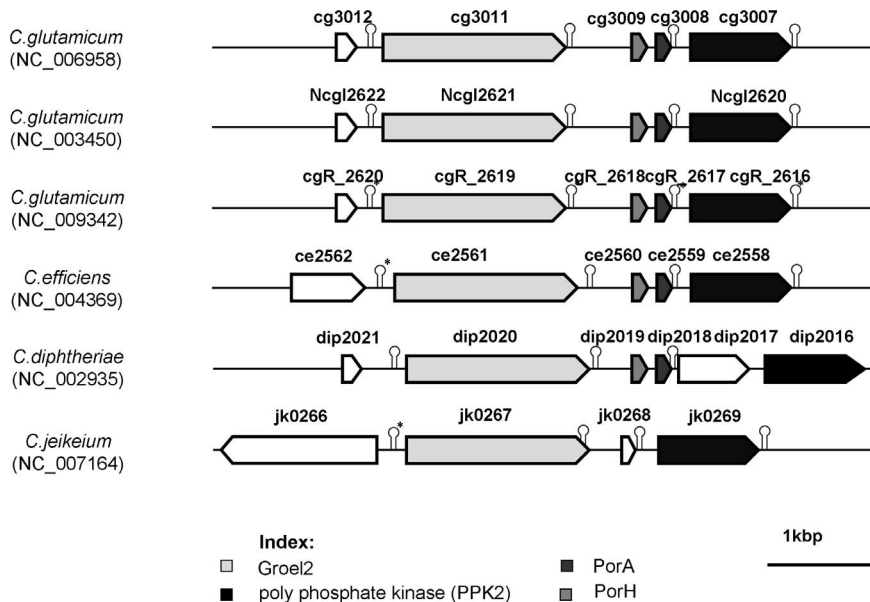 cg3012 cg3011 cg3009 cg3008 cg3007
C.glutamicum
(NC_006958)
Ncgl2622 Ncgl2621 Ncgl2620
C.glutamicum
(NC_003450)
cgR_2620 cgR_2619 cgR_2618 cgR_2617 cgR_2616
C.glutamicum
(NC_009342)
* * *
ce2562 ce2561 ce2560 ce2559 ce2558
C.efficiens
(NC_004369)
*
dip2021 dip2020 dip2019 dip2018 dip2017 dip2016
C.diphtheriae
(NC_002935)
jk0266 jk0267 jk0268 jk0269
C.jeikeium
(NC_007164)
*
Index:
1kbp
Groel2
PorA
poly phosphate kinase (PPK2)
PorH